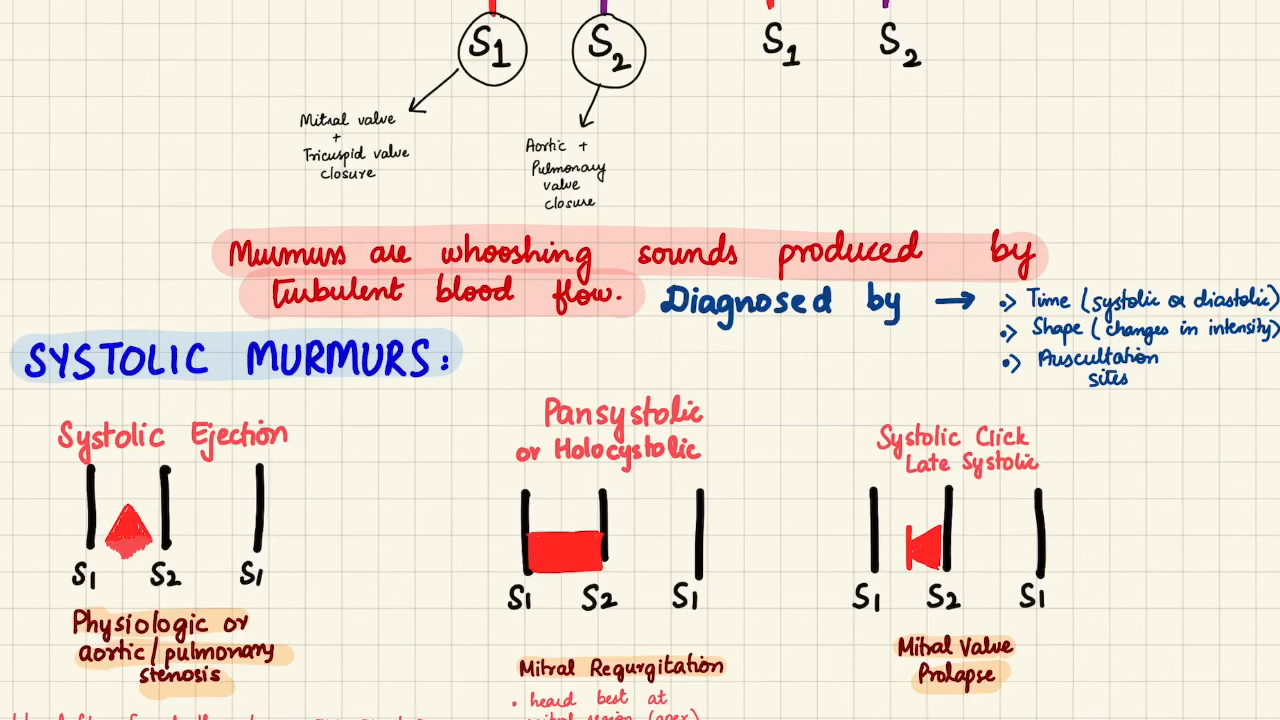 S1 S2 S1 S2
Mitral valve
+
Tricuspid valve
closure
Aortic +
Pulmonary
valve
closure
Murmurs are whooshing sounds produced by
turbulent blood flow.
Diagnosed by →
•> Time (systolic or diastolic)
•> Shape (changes in intensity)
•> Auscultation
sites
SYSTOLIC MURMURS:
Systolic Ejection
S1 S2 S1
Physiologic or
aortic/pulmonary
stenosis
Pansystolic
or Holocystolic
S1 S2 S1
Mitral Regurgitation
• heard best at
mitral region (apex)
Systolic Click
Late Systolic
S1 S2 S1
Mitral Valve
Prolapse